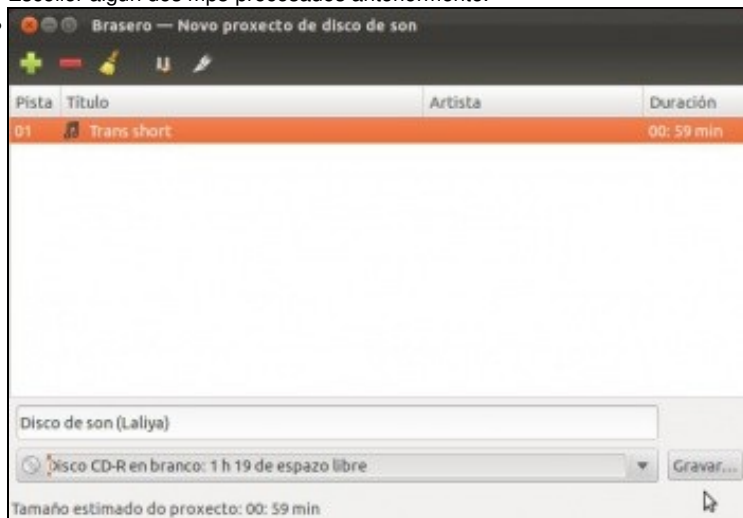 Brasero — Novo proxecto de disco de son
Pista Título Artista Duración
01 Trans short 00: 59 min
Disco de son (Laliya)
Disco CD-R en branco: 1 h 19 de espazo libre
Gravar...
Tamaño estimado do proxecto: 00: 59 min